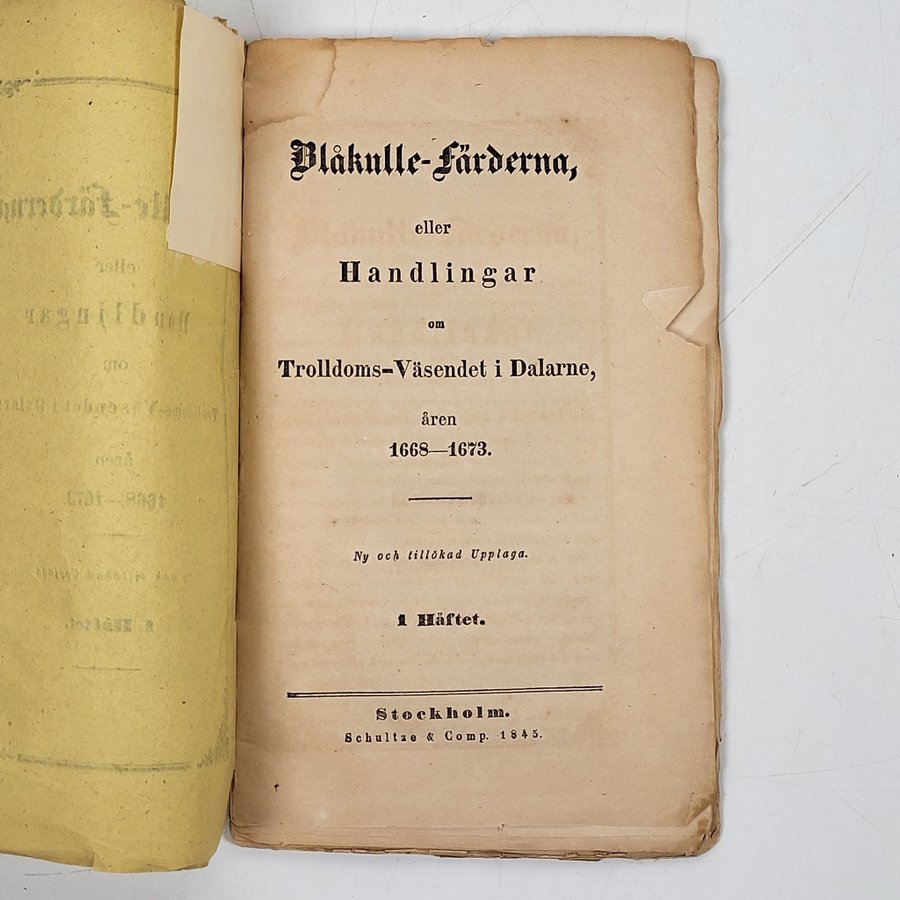 Blåkulle-Färderna,
eller
Handlingar
om
Trolldoms-Väsendet i Dalarne,
åren
1668—1673.
Ny och tillökad Upplaga.
1 Häftet.
Stockholm.
Schultze & Comp. 1845.